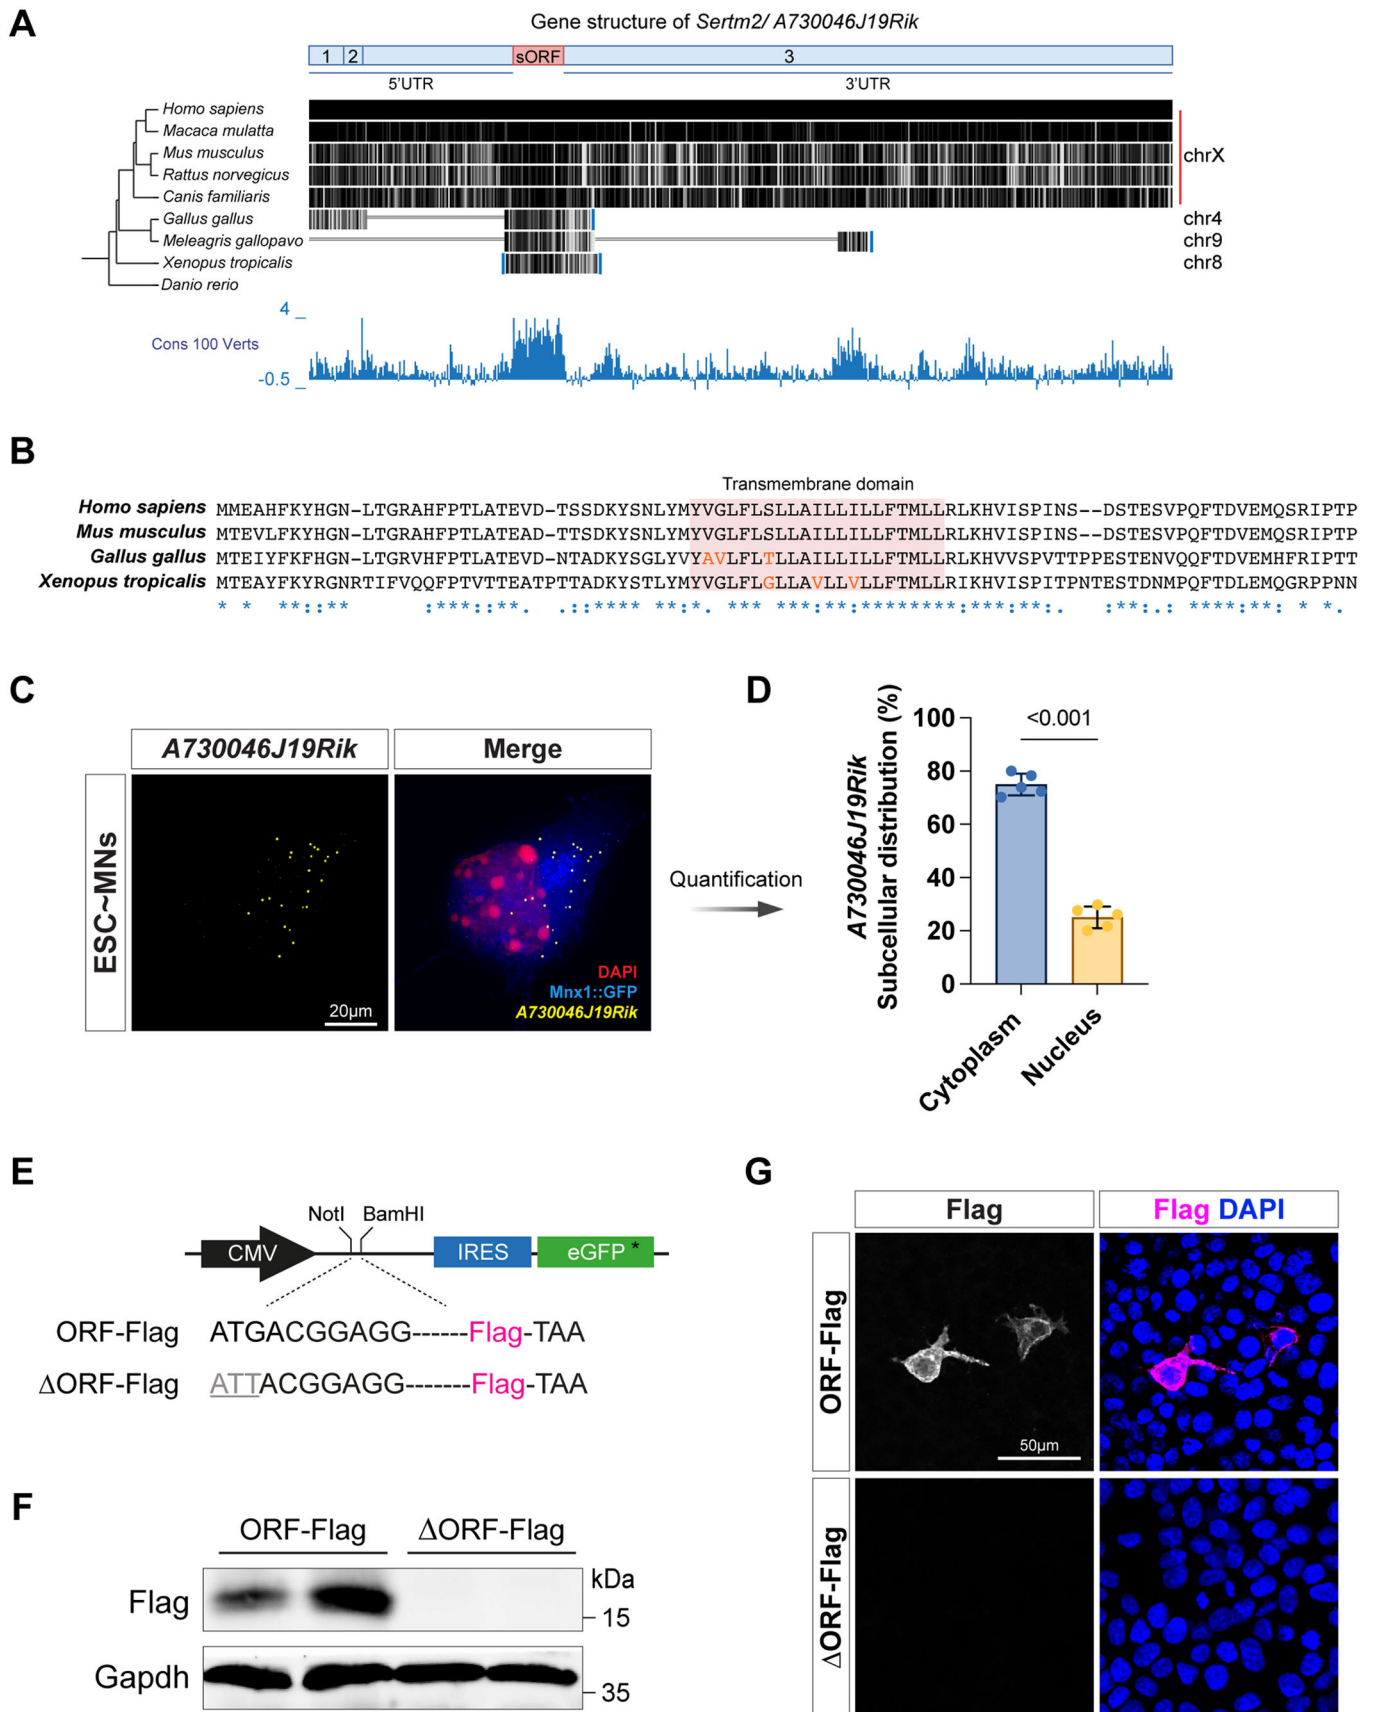 A
Gene structure of Sertm2/ A730046J19Rik
1 2 sORF 3
5'UTR 3'UTR
Homo sapiens
Macaca mulatta
Mus musculus
Rattus norvegicus
Canis familiaris
Gallus gallus
Meleagris gallopavo
Xenopus tropicalis
Danio rerio
chrX
chr4
chr9
chr8
4
Cons 100 Verts
-0.5
B
Transmembrane domain
Homo sapiens MMEAHFKYHGN-LTGRAHFPTLATEVD-TSSDKYSNLYMYVGLFLSLLAILLILLFTMLLRLKHVISPINS--DSTESVPQFTDVEMQSRIPTP
Mus musculus MTEVLFKYHGN-LTGRAHFPTLATEAD-TTSDKYSNLYMYVGLFLSLLAILLILLFTMLLRLKHVISPINS--DSTESVPQFTDVEMQSRIPTP
Gallus gallus MTEIYFKYHGN-LTGRVHFPTLATEVD-NTADKYSGLYVYAVLFLTLLAILLILLFTMLLRLKHVVSPVTTPPESTENVQQFTDVEMHFRIPTT
Xenopus tropicalis MTEAYFKYRGNRTIFVQQFPTVTTEATPTTADKYSTLYMYVGLFLGLLAVLLVLLFTMLLRIKHVISPITPNTESTDNMPQFTDLEMQGRPPNN
C
A730046J19Rik Merge
ESC~MNs
20µm
DAPI
Mnx1::GFP
A730046J19Rik
Quantification
D
A730046J19Rik
Subcellular distribution (%)
<0.001
100
80
60
40
20
0
Cytoplasm
Nucleus
E
NotI BamHI
CMV IRES eGFP *
ORF-Flag ATGACGGAGG------Flag-TAA
ΔORF-Flag ATTACGGAGG-------Flag-TAA
F
ORF-Flag ΔORF-Flag
kDa
Flag
15
Gapdh
35
G
Flag Flag DAPI
ORF-Flag
50µm
ΔORF-Flag